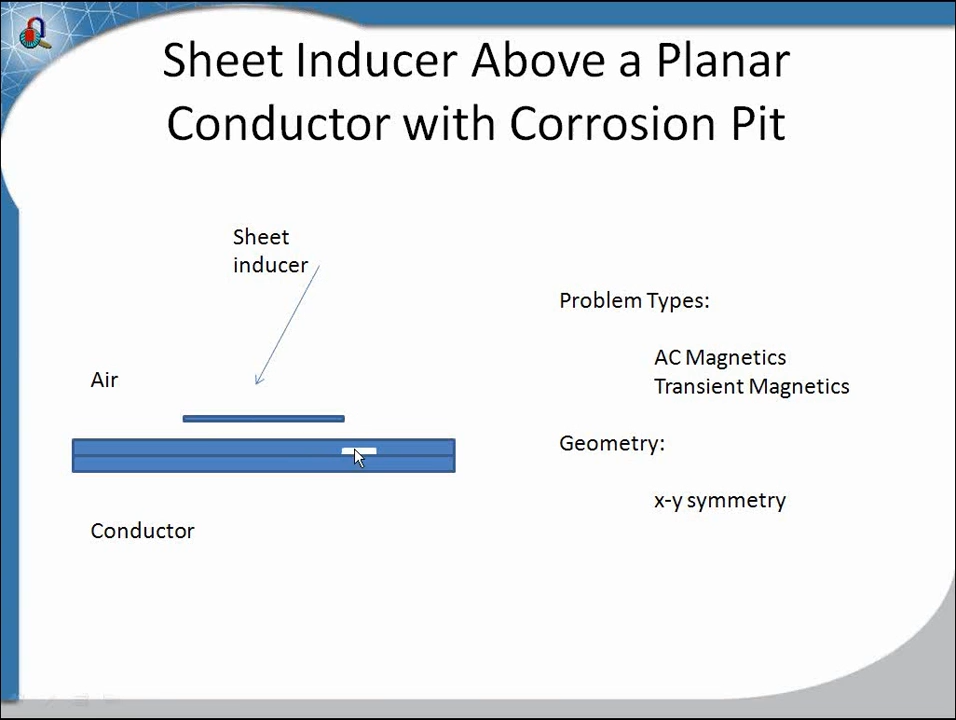 Sheet Inducer Above a Planar
Conductor with Corrosion Pit
Sheet
inducer
Air
Conductor
Problem Types:
AC Magnetics
Transient Magnetics
Geometry:
x-y symmetry